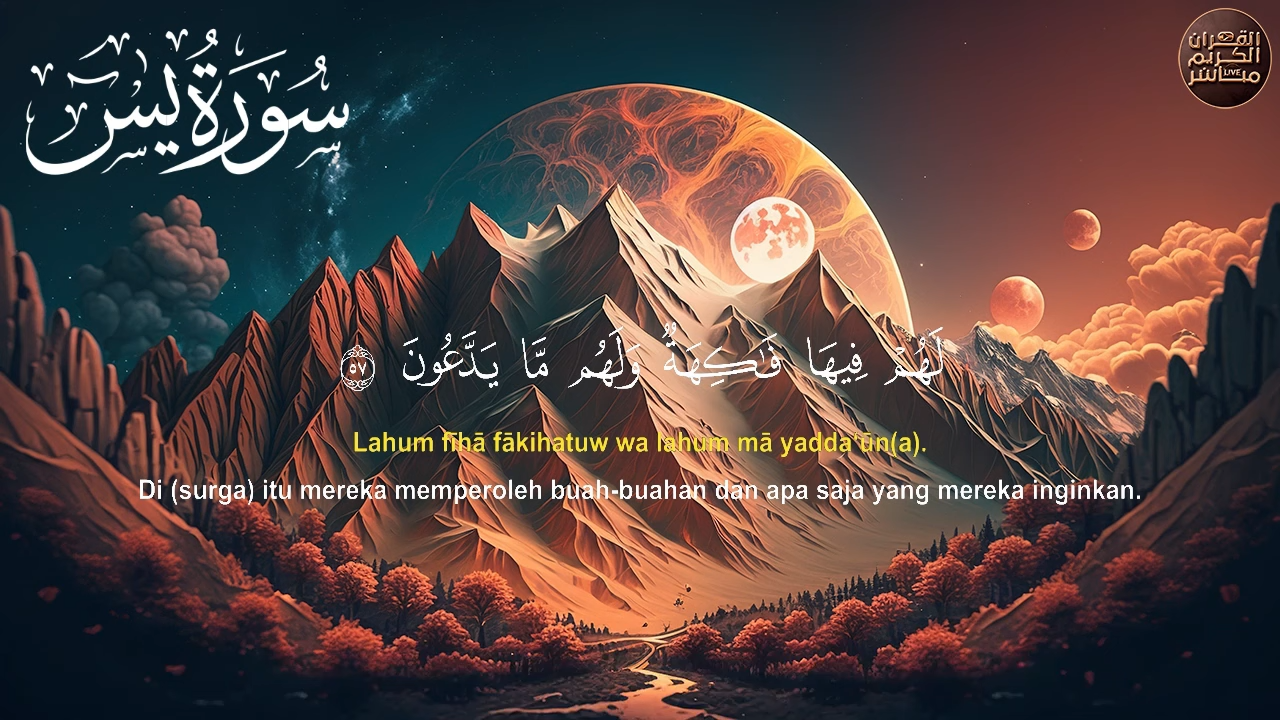 سُورَةُ يٰسٓ
القرآن
الكريم
LIVE مباشر
لَهُمْ فِيهَا فَـٰكِهَةٌ وَلَهُم مَّا يَدَّعُونَ ٥٧
Lahum fīhā fākihatuw wa lahum mā yadda‘ūn(a).
Di (surga) itu mereka memperoleh buah-buahan dan apa saja yang mereka inginkan.